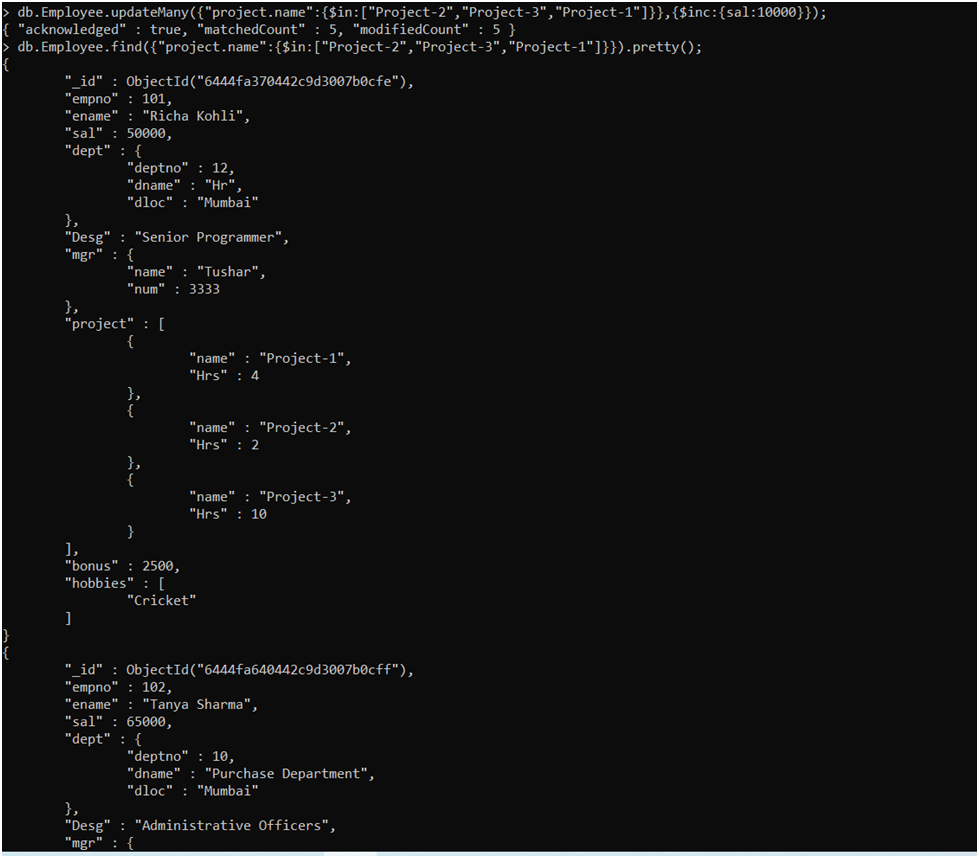 > db.Employee.updateMany({"project.name":{$in:["Project-2","Project-3","Project-1"]}},{$inc:{sal:10000}});
{ "acknowledged" : true, "matchedCount" : 5, "modifiedCount" : 5 }
> db.Employee.find({"project.name":{$in:["Project-2","Project-3","Project-1"]}}).pretty();
{
"_id" : ObjectId("6444fa370442c9d3007b0cfe"),
"empno" : 101,
"ename" : "Richa Kohli",
"sal" : 50000,
"dept" : {
"deptno" : 12,
"dname" : "Hr",
"dloc" : "Mumbai"
},
"Desg" : "Senior Programmer",
"mgr" : {
"name" : "Tushar",
"num" : 3333
},
"project" : [
{
"name" : "Project-1",
"Hrs" : 4
},
{
"name" : "Project-2",
"Hrs" : 2
},
{
"name" : "Project-3",
"Hrs" : 10
}
],
"bonus" : 2500,
"hobbies" : [
"Cricket"
]
}
{
"_id" : ObjectId("6444fa640442c9d3007b0cff"),
"empno" : 102,
"ename" : "Tanya Sharma",
"sal" : 65000,
"dept" : {
"deptno" : 10,
"dname" : "Purchase Department",
"dloc" : "Mumbai"
},
"Desg" : "Administrative Officers",
"mgr" : {